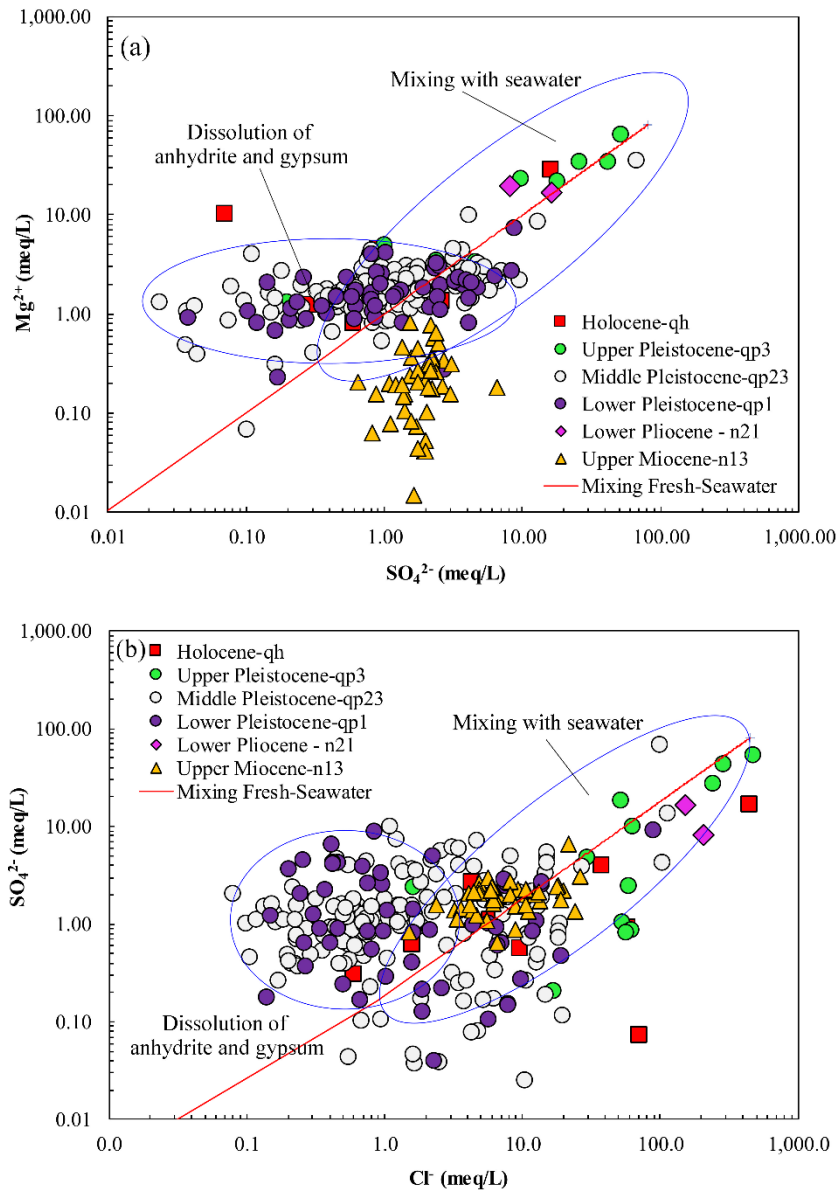 (a)
1,000.00
100.00
10.00
1.00
0.10
0.01
Mg²⁺ (meq/L)
Mixing with seawater
Dissolution of
anhydrite and gypsum
Holocene-qh
Upper Pleistocene-qp3
Middle Pleistocene-qp23
Lower Pleistocene-qp1
Lower Pliocene - n21
Upper Miocene-n13
Mixing Fresh-Seawater
0.01 0.10 1.00 10.00 100.00 1,000.00
SO₄²⁻ (meq/L)
(b)
1,000.00
100.00
10.00
1.00
0.10
0.01
SO₄²⁻ (meq/L)
Holocene-qh
Upper Pleistocene-qp3
Middle Pleistocene-qp23
Lower Pleistocene-qp1
Lower Pliocene - n21
Upper Miocene-n13
Mixing Fresh-Seawater
Mixing with seawater
Dissolution of
anhydrite and gypsum
0.0 0.1 1.0 10.0 100.0 1,000.0
Cl⁻ (meq/L)